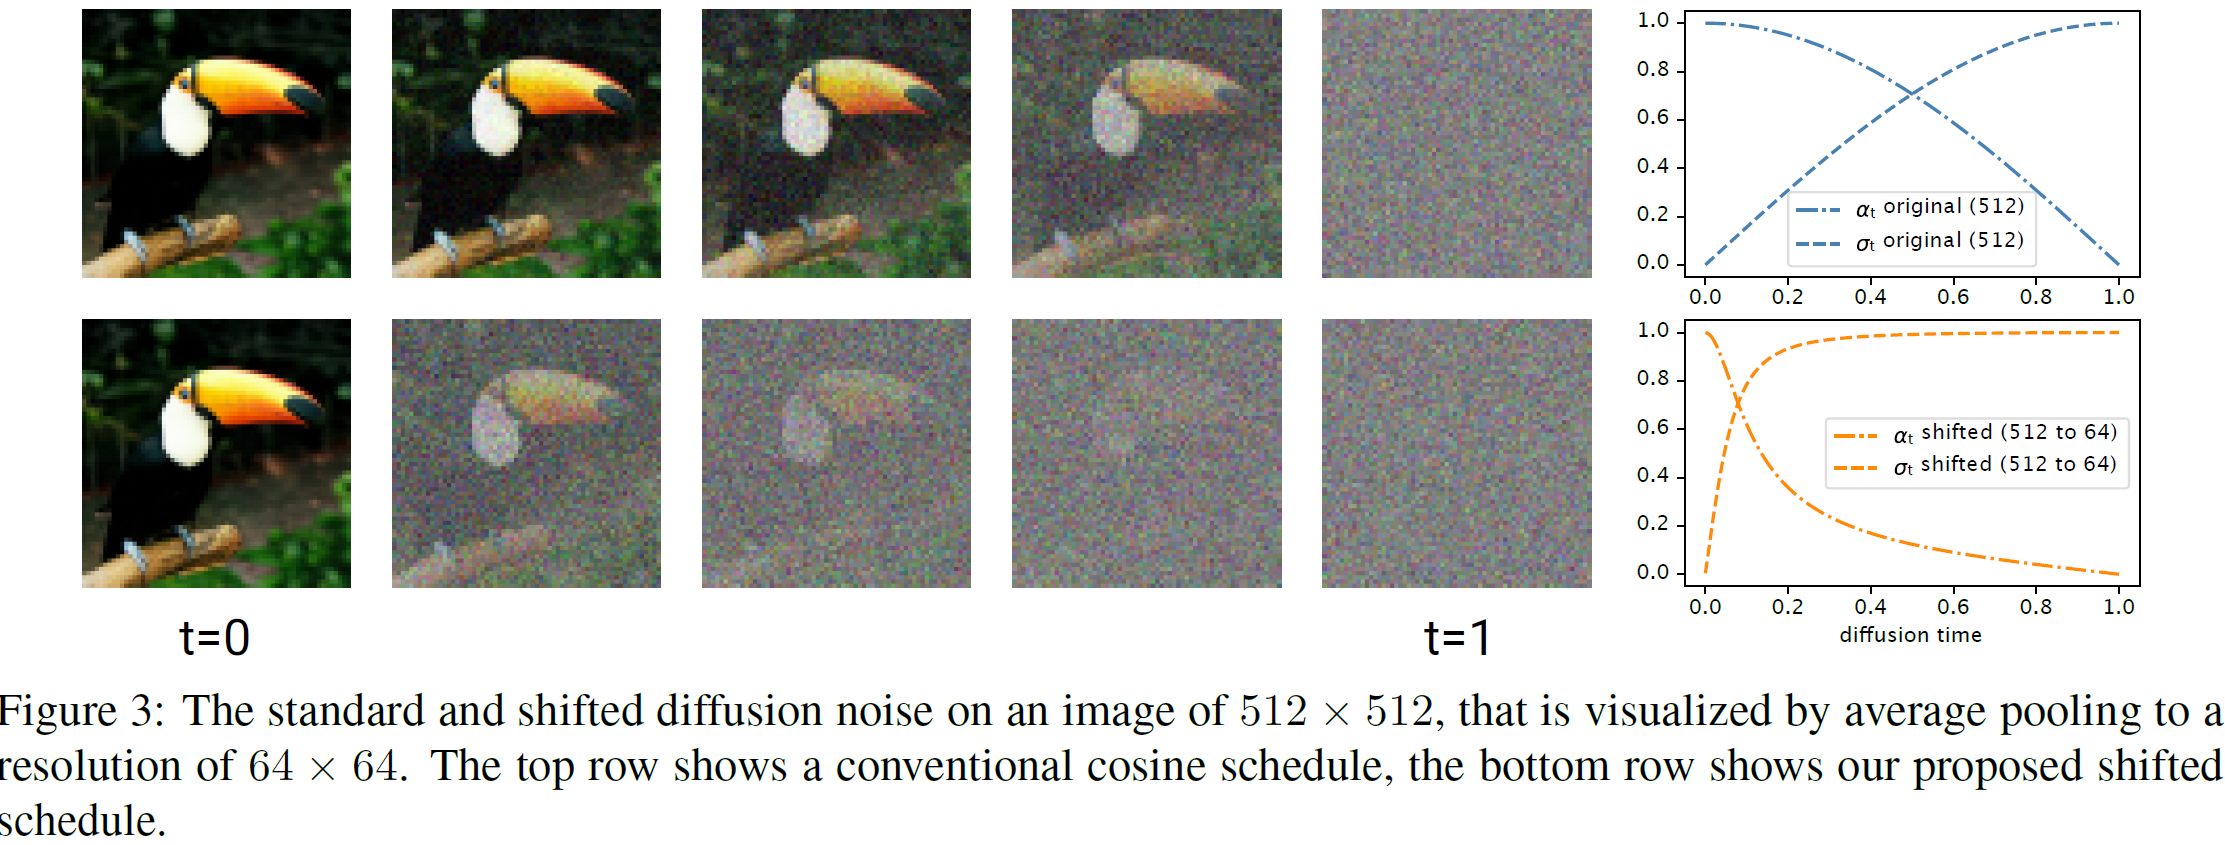 1.0
0.8
0.6
0.4
0.2
0.0
αt original (512)
σt original (512)
0.0 0.2 0.4 0.6 0.8 1.0
1.0
0.8
0.6
0.4
0.2
0.0
αt shifted (512 to 64)
σt shifted (512 to 64)
0.0 0.2 0.4 0.6 0.8 1.0
diffusion time
t=0 t=1
Figure 3: The standard and shifted diffusion noise on an image of 512 × 512, that is visualized by average pooling to a
resolution of 64 × 64. The top row shows a conventional cosine schedule, the bottom row shows our proposed shifted
schedule.